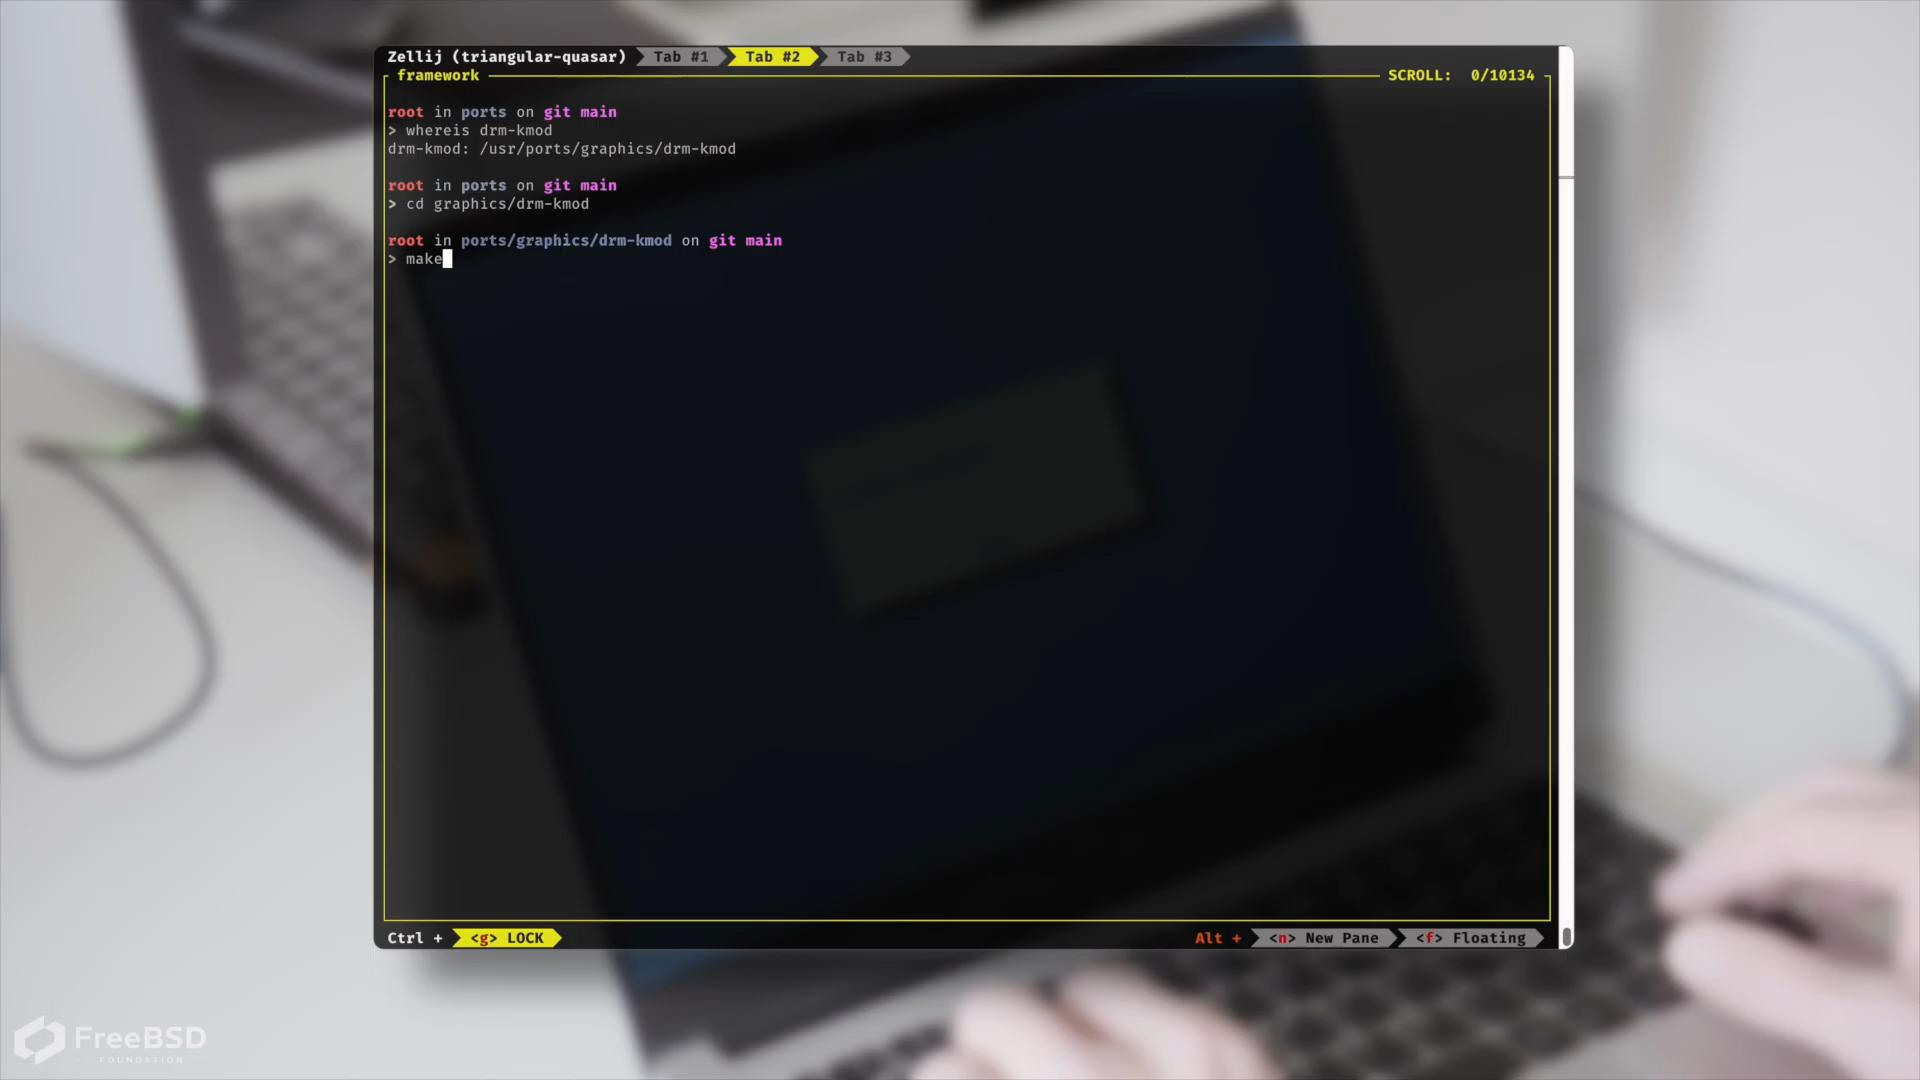 Zellij (triangular-quasar) Tab #1 Tab #2 Tab #3
framework SCROLL: 0/10134
root in ports on git main
> whereis drm-kmod
drm-kmod: /usr/ports/graphics/drm-kmod
root in ports on git main
> cd graphics/drm-kmod
root in ports/graphics/drm-kmod on git main
> make
Ctrl + <g> LOCK Alt + <n> New Pane <f> Floating
FreeBSD
FOUNDATION